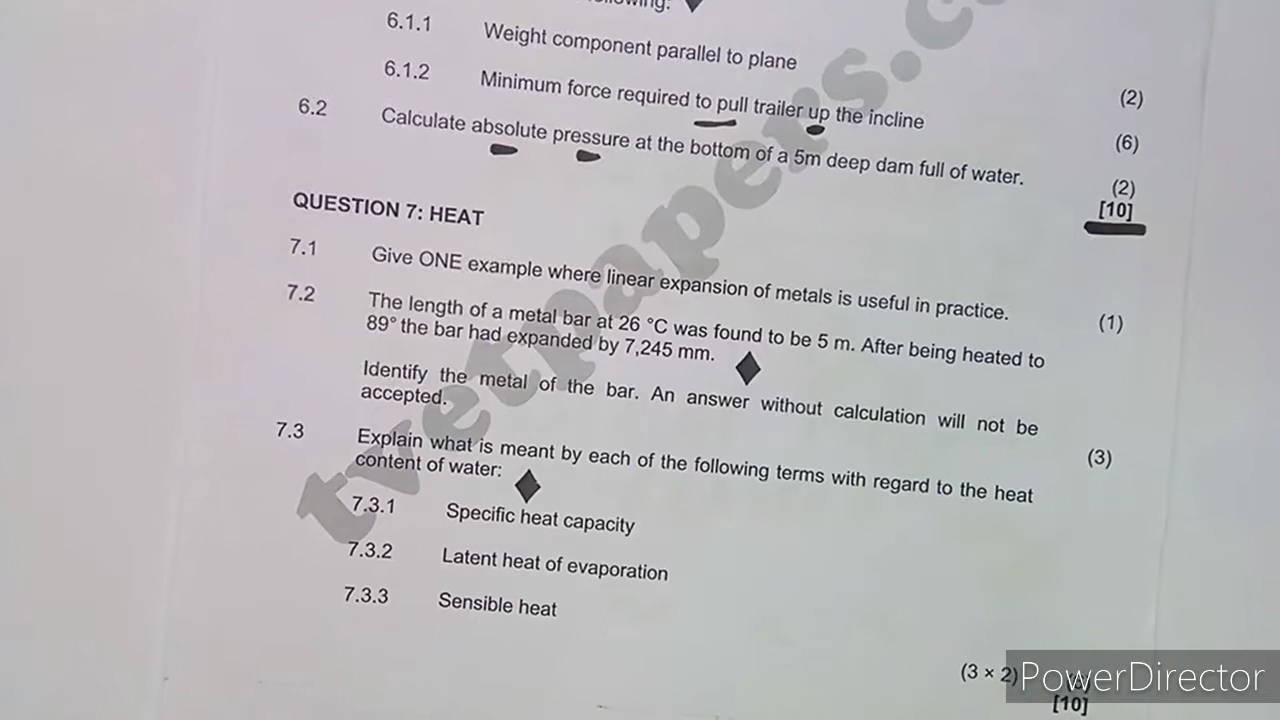 6.1.1 Weight component parallel to plane (2)
6.1.2 Minimum force required to pull trailer up the incline (6)
6.2 Calculate absolute pressure at the bottom of a 5m deep dam full of water. (2)
[10]
QUESTION 7: HEAT
7.1 Give ONE example where linear expansion of metals is useful in practice. (1)
7.2 The length of a metal bar at 26 °C was found to be 5 m. After being heated to
89° the bar had expanded by 7,245 mm.
Identify the metal of the bar. An answer without calculation will not be
accepted. (3)
7.3 Explain what is meant by each of the following terms with regard to the heat
content of water:
7.3.1 Specific heat capacity
7.3.2 Latent heat of evaporation
7.3.3 Sensible heat
(3 × 2)
[10]
tvetpapers.c
PowerDirector